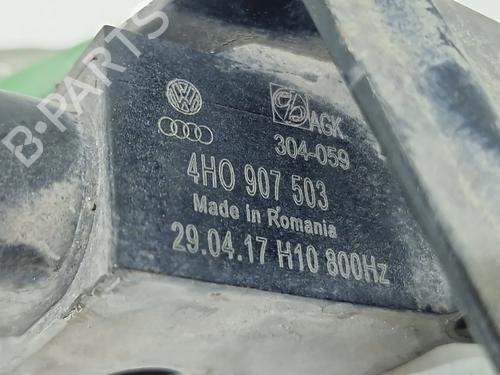 B-PARTS
AGK
304-059
4H0 907 503
Made in Romania
29.04.17 H10 800Hz